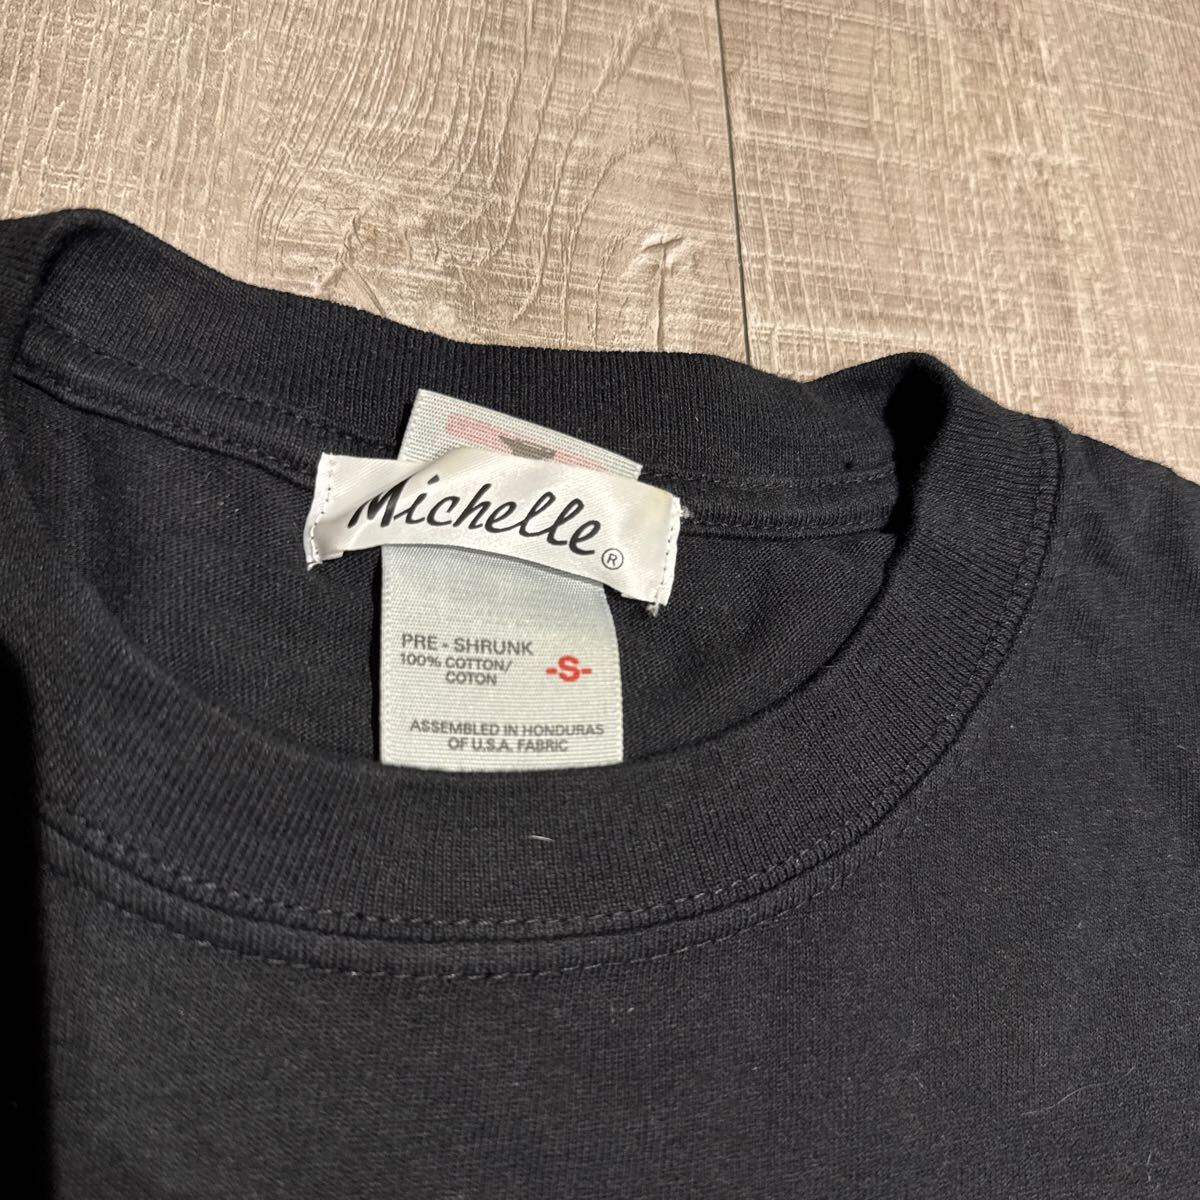 Michelle®
PRE - SHRUNK
100% COTTON/
COTON
-S-
ASSEMBLED IN HONDURAS
OF U.S.A. FABRIC